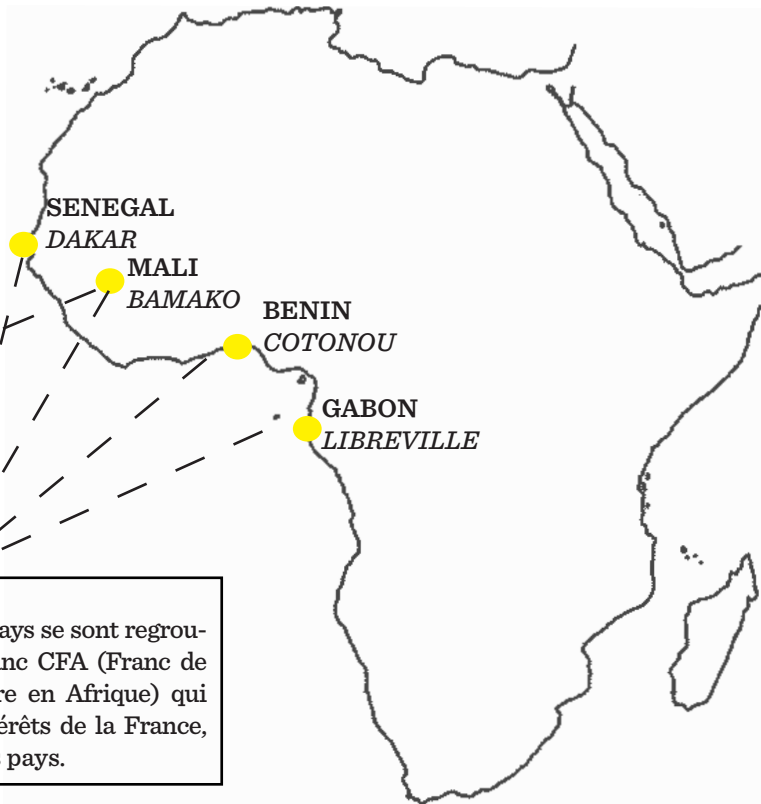 SENEGAL
DAKAR
MALI
BAMAKO
BENIN
COTONOU
GABON
LIBREVILLE
ays se sont regrou-
nc CFA (Franc de
re en Afrique) qui
érêts de la France,
pays.